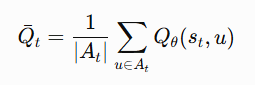 $$\bar{Q}_t = \frac{1}{|A_t|} \sum_{u \in A_t} Q_\theta(s_t, u)$$